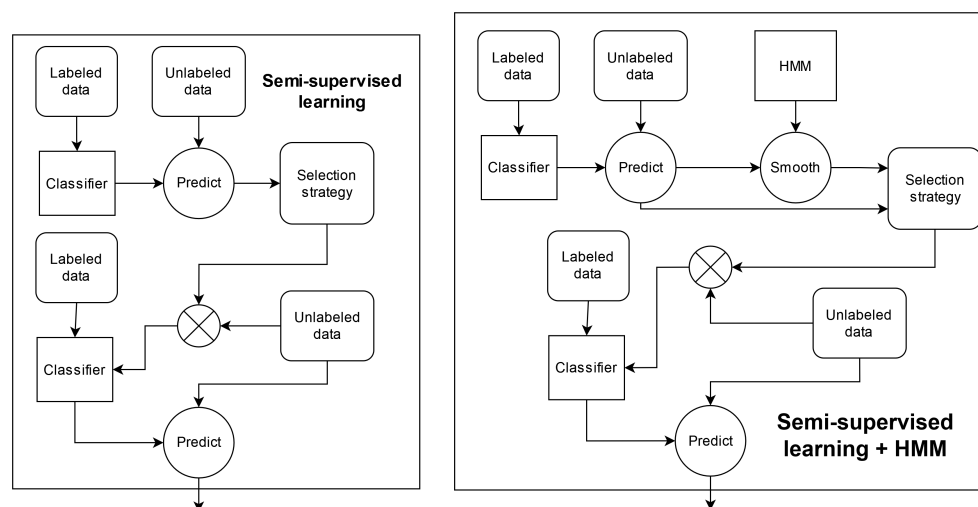 Labeled
data
Unlabeled
data
Semi-supervised
learning
Classifier
Predict
Selection
strategy
Labeled
data
Unlabeled
data
Classifier
Predict
Labeled
data
Unlabeled
data
HMM
Classifier
Predict
Smooth
Selection
strategy
Labeled
data
Unlabeled
data
Classifier
Predict
Semi-supervised
learning + HMM